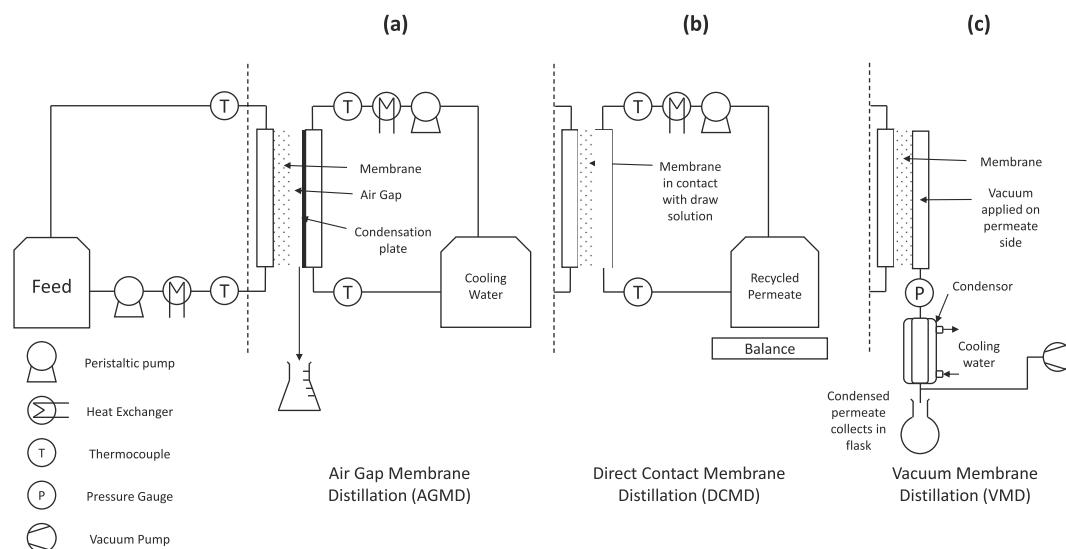 (a)
(b)
(c)
T
T
T
Membrane
Air Gap
Condensation
plate
Membrane
in contact
with draw
solution
Membrane
Vacuum
applied on
permeate
side
Feed
T
T
Cooling
Water
T
Recycled
Permeate
Balance
P
Condensor
Cooling
water
Condensed
permeate
collects in
flask
Peristaltic pump
Heat Exchanger
T
Thermocouple
P
Pressure Gauge
Vacuum Pump
Air Gap Membrane
Distillation (AGMD)
Direct Contact Membrane
Distillation (DCMD)
Vacuum Membrane
Distillation (VMD)